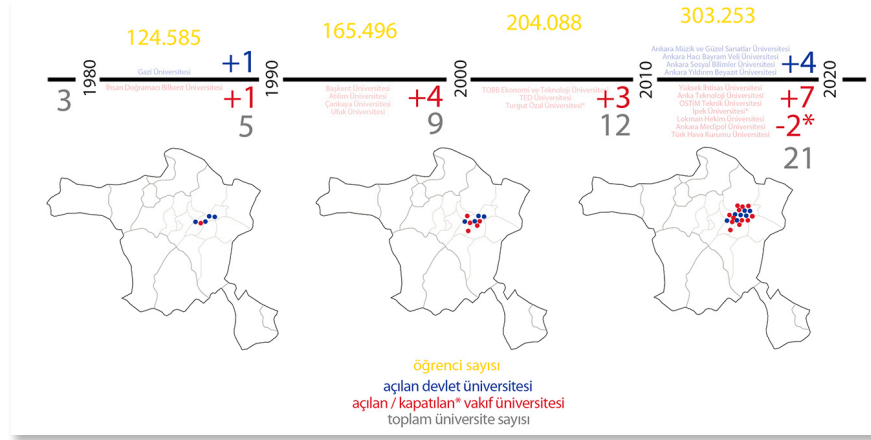 124.585
165.496
204.088
303.253
Gazi Üniversitesi
+1
Ankara Müzik ve Güzel Sanatlar Üniversitesi
Ankara Hacı Bayram Veli Üniversitesi
Ankara Sosyal Bilimler Üniversitesi
Ankara Yıldırım Beyazıt Üniversitesi
+4
1980
1990
2000
2010
2020
3
İhsan Doğramacı Bilkent Üniversitesi
+1
5
Başkent Üniversitesi
Atılım Üniversitesi
Çankaya Üniversitesi
Ufuk Üniversitesi
+4
9
TOBB Ekonomi ve Teknoloji Üniversitesi
TED Üniversitesi
Turgut Özal Üniversitesi*
+3
12
Yüksek İhtisas Üniversitesi
Anka Teknoloji Üniversitesi
OSTİM Teknik Üniversitesi
İpek Üniversitesi*
Lokman Hekim Üniversitesi
Ankara Medipol Üniversitesi
Türk Hava Kurumu Üniversitesi
+7
-2*
21
öğrenci sayısı
açılan devlet üniversitesi
açılan / kapatılan* vakıf üniversitesi
toplam üniversite sayısı